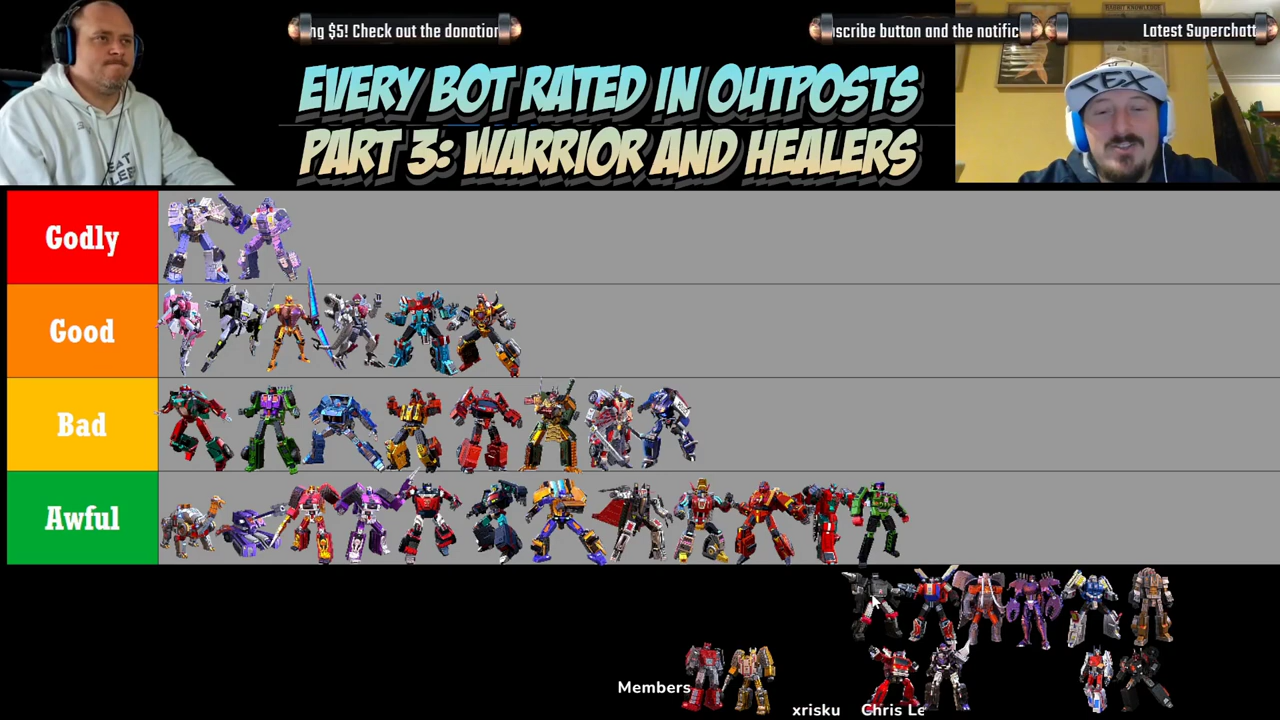 ng $5! Check out the donation
scribe button and the notific
Latest Superchatt
EVERY BOT RATED IN OUTPOSTS
PART 3: WARRIOR AND HEALERS
TEX
Godly
Good
Bad
Awful
Members
xrisku
Chris Le